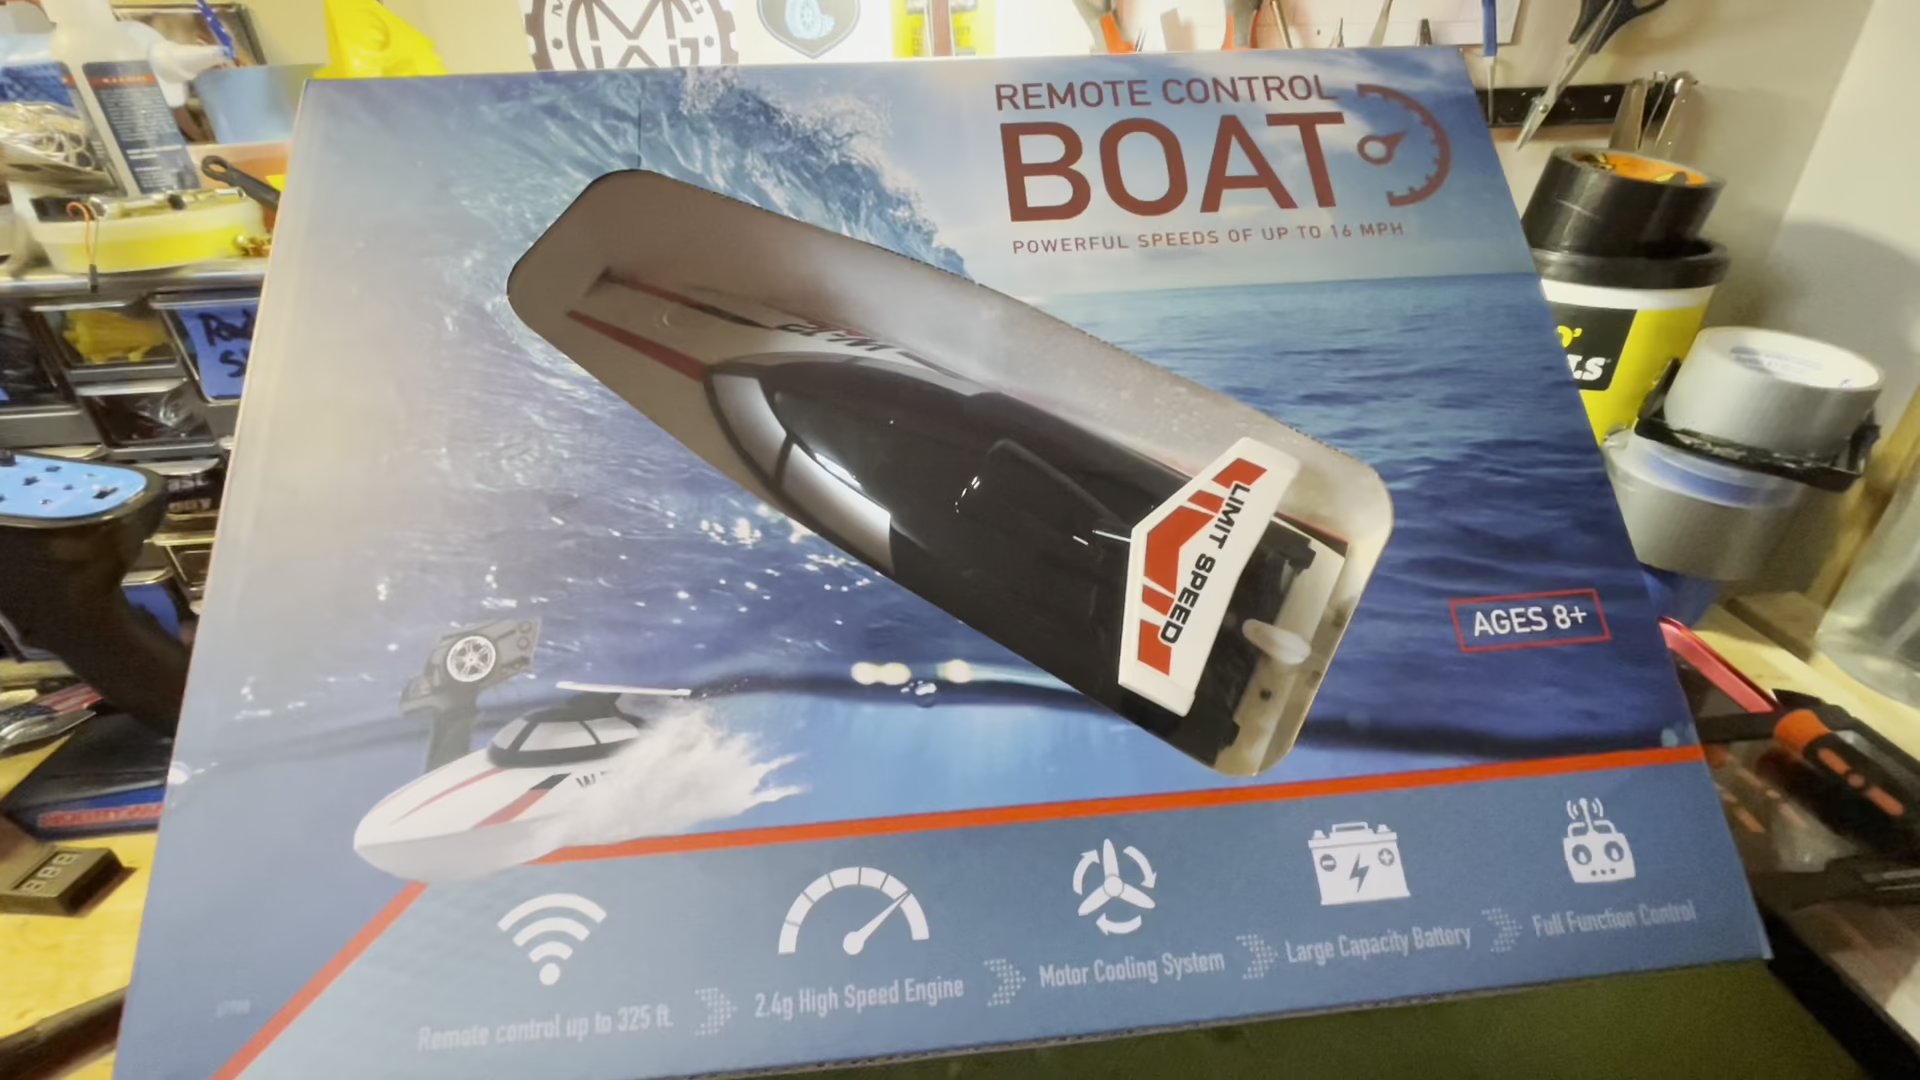 REMOTE CONTROL
BOAT
POWERFUL SPEEDS OF UP TO 16 MPH
LIMIT SPEED
AGES 8+
Remote control up to 325 ft.
2.4g High Speed Engine
Motor Cooling System
Large Capacity Battery
Full Function Control